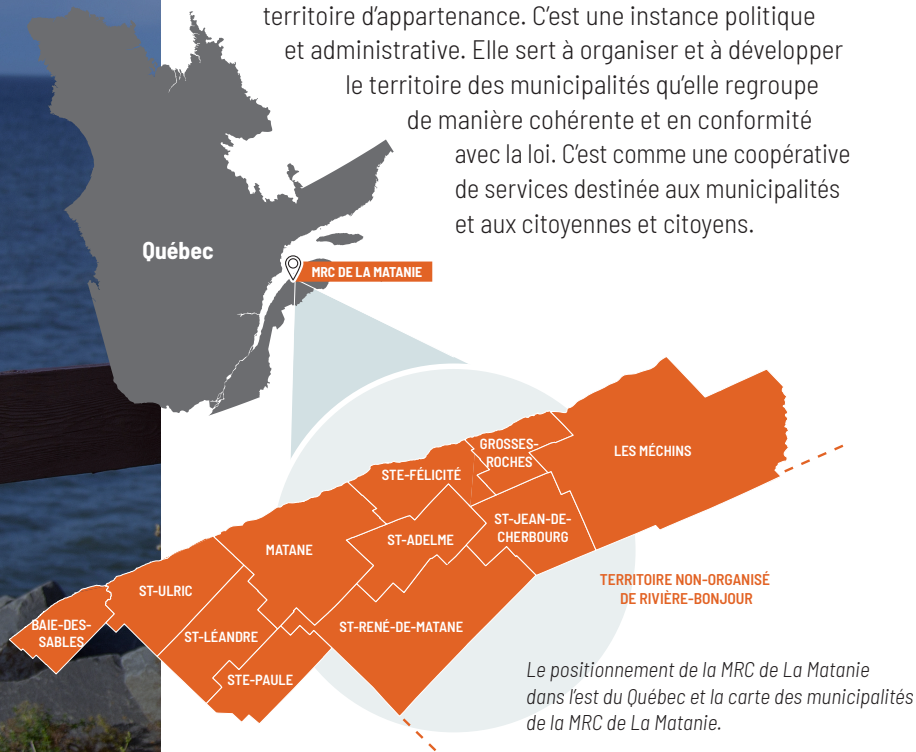 territoire d'appartenance. C'est une instance politique
et administrative. Elle sert à organiser et à développer
le territoire des municipalités qu'elle regroupe
de manière cohérente et en conformité
avec la loi. C'est comme une coopérative
de services destinée aux municipalités
et aux citoyennes et citoyens.
Québec
MRC DE LA MATANIE
GROSSES-
ROCHES
LES MÉCHINS
STE-FÉLICITÉ
ST-JEAN-DE-
CHERBOURG
ST-ADELME
MATANE
TERRITOIRE NON-ORGANISÉ
DE RIVIÈRE-BONJOUR
ST-ULRIC
BAIE-DES-
SABLES
ST-LÉANDRE
ST-RENÉ-DE-MATANE
STE-PAULE
Le positionnement de la MRC de La Matanie
dans l'est du Québec et la carte des municipalités
de la MRC de La Matanie.